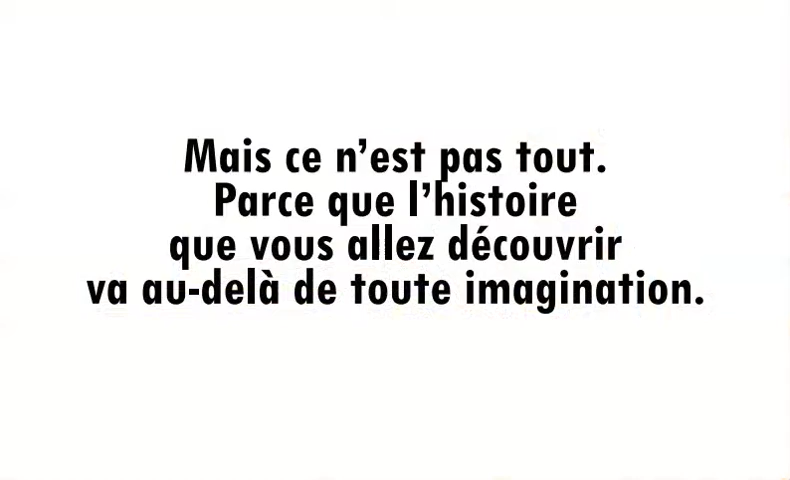 Mais ce n’est pas tout.
Parce que l’histoire
que vous allez découvrir
va au-delà de toute imagination.